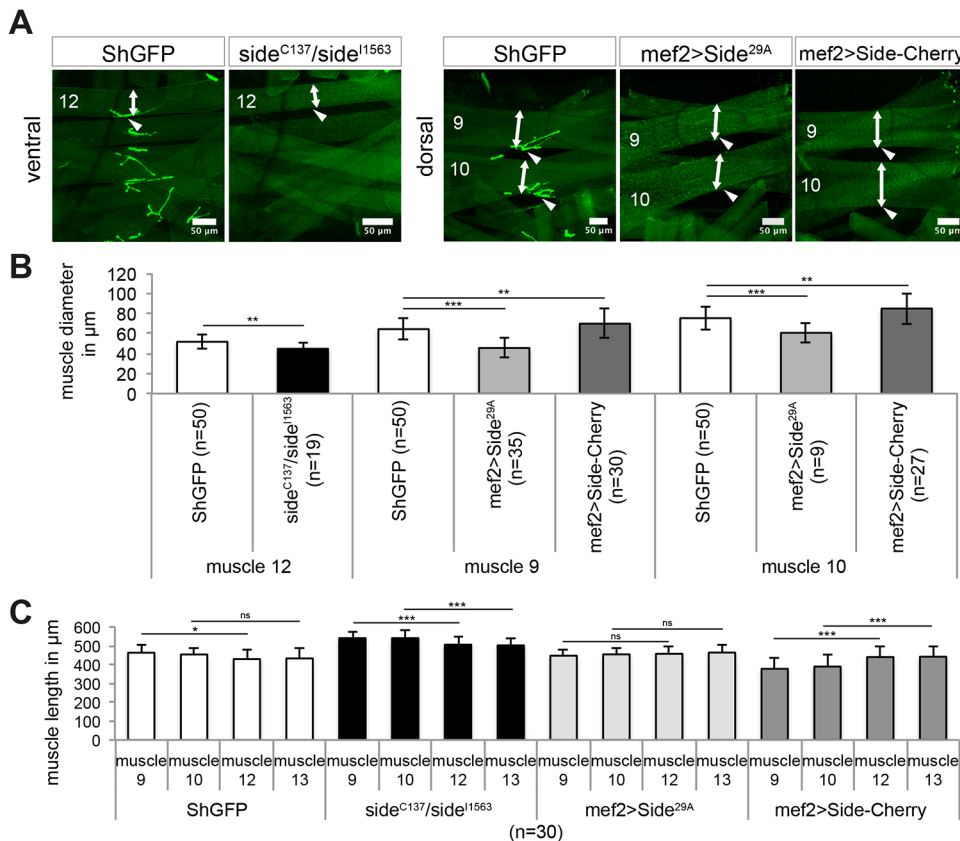 A
ShGFP
side^C137/side^I1563
ShGFP
mef2>Side^29A
mef2>Side-Cherry
ventral
12
50 µm
50 µm
dorsal
9
10
50 µm
9
10
50 µm
9
10
50 µm
B
muscle diameter
in µm
120
100
80
60
40
20
0
**
***
**
***
**
ShGFP (n=50)
side^C137/side^I1563
(n=19)
ShGFP (n=50)
mef2>Side^29A
(n=35)
mef2>Side-Cherry
(n=30)
ShGFP (n=50)
mef2>Side^29A
(n=9)
mef2>Side-Cherry
(n=27)
muscle 12
muscle 9
muscle 10
C
muscle length in µm
600
500
400
300
200
100
0
ns
*
***
***
ns
ns
***
***
muscle 9
muscle 10
muscle 12
muscle 13
muscle 9
muscle 10
muscle 12
muscle 13
muscle 9
muscle 10
muscle 12
muscle 13
muscle 9
muscle 10
muscle 12
muscle 13
ShGFP
side^C137/side^I1563
mef2>Side^29A
mef2>Side-Cherry
(n=30)